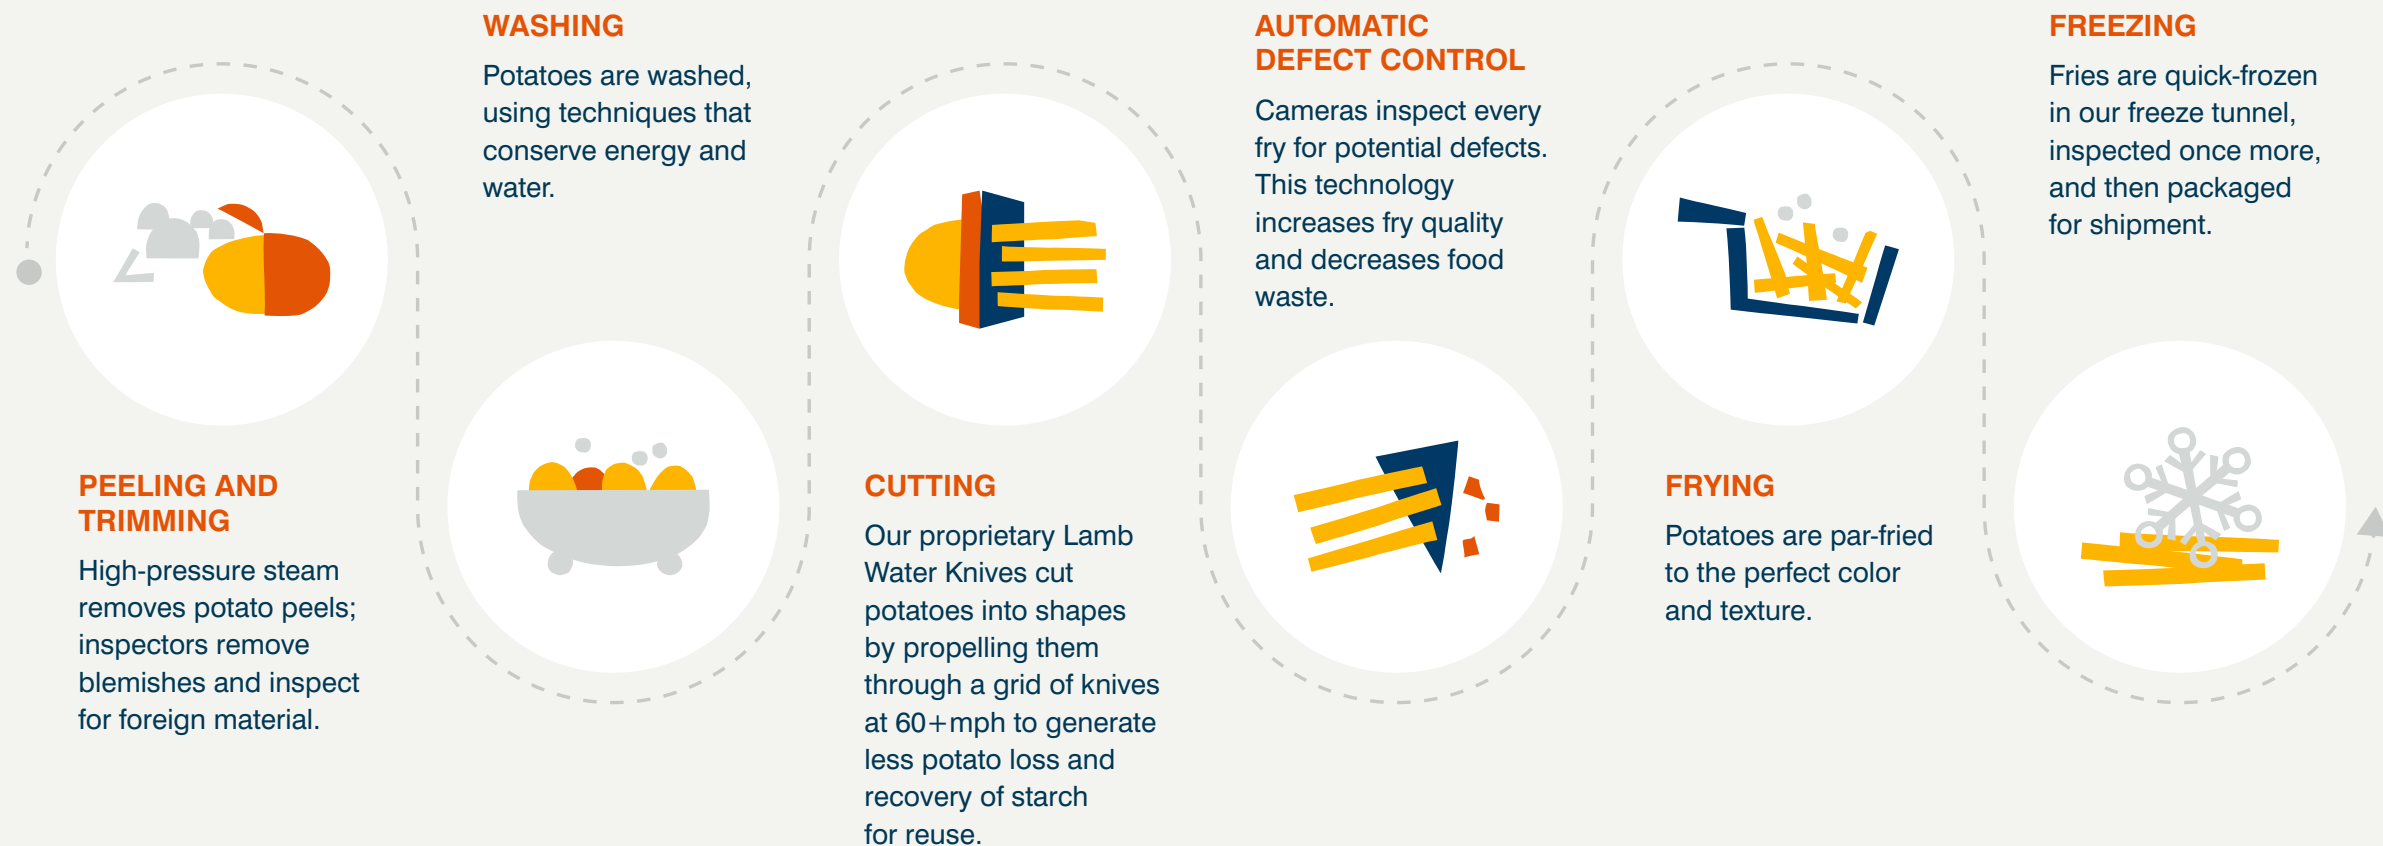 PEELING AND
TRIMMING
High-pressure steam
removes potato peels;
inspectors remove
blemishes and inspect
for foreign material.
WASHING
Potatoes are washed,
using techniques that
conserve energy and
water.
CUTTING
Our proprietary Lamb
Water Knives cut
potatoes into shapes
by propelling them
through a grid of knives
at 60+mph to generate
less potato loss and
recovery of starch
for reuse.
AUTOMATIC
DEFECT CONTROL
Cameras inspect every
fry for potential defects.
This technology
increases fry quality
and decreases food
waste.
FRYING
Potatoes are par-fried
to the perfect color
and texture.
FREEZING
Fries are quick-frozen
in our freeze tunnel,
inspected once more,
and then packaged
for shipment.